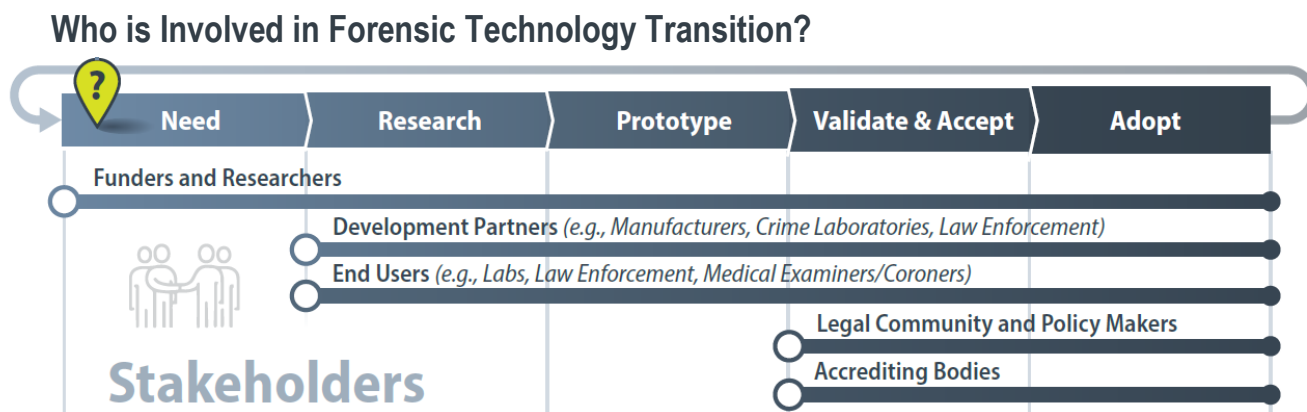 Who is Involved in Forensic Technology Transition?
?
Need
Research
Prototype
Validate & Accept
Adopt
Funders and Researchers
Development Partners (e.g., Manufacturers, Crime Laboratories, Law Enforcement)
End Users (e.g., Labs, Law Enforcement, Medical Examiners/Coroners)
Legal Community and Policy Makers
Accrediting Bodies
Stakeholders